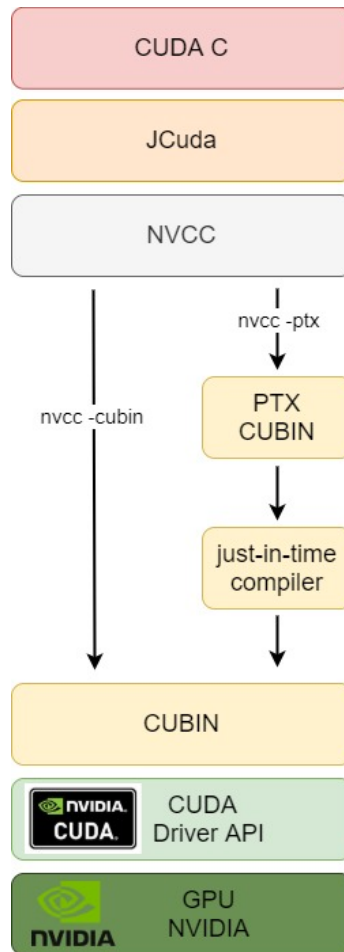 CUDA C
JCuda
NVCC
nvcc -ptx
nvcc -cubin
PTX
CUBIN
just-in-time
compiler
CUBIN
NVIDIA.
CUDA.
CUDA
Driver API
NVIDIA
GPU
NVIDIA